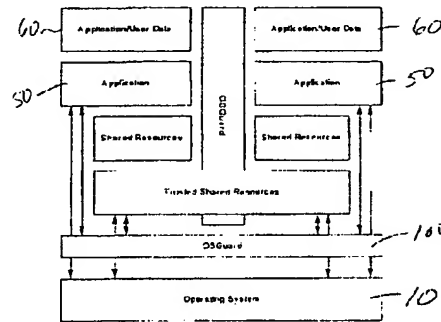 60
Application/User Data
Application/User Data
60
50
Application
Application
50
OSGuard
Shared Resources
Shared Resources
Trusted Shared Resources
OSGuard
100
Operating System
10